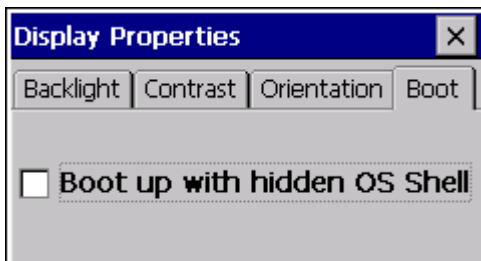 Display Properties
Backlight Contrast Orientation Boot
Boot up with hidden OS Shell